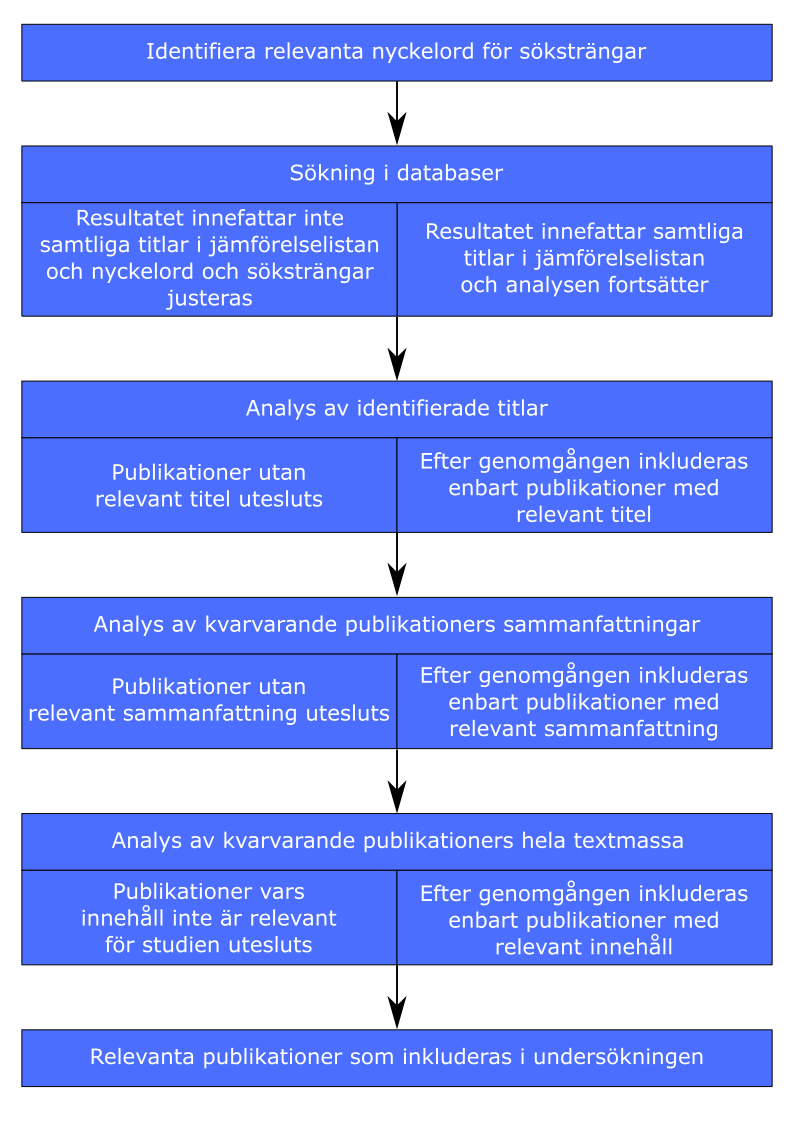 Identifiera relevanta nyckelord för söksträngar
Sökning i databaser
Resultatet innefattar inte
samtliga titlar i jämförelselistan
och nyckelord och söksträngar
justeras
Resultatet innefattar samtliga
titlar i jämförelselistan
och analysen fortsätter
Analys av identifierade titlar
Publikationer utan
relevant titel utesluts
Efter genomgången inkluderas
enbart publikationer med
relevant titel
Analys av kvarvarande publikationers sammanfattningar
Publikationer utan
relevant sammanfattning utesluts
Efter genomgången inkluderas
enbart publikationer med
relevant sammanfattning
Analys av kvarvarande publikationers hela textmassa
Publikationer vars
innehåll inte är relevant
för studien utesluts
Efter genomgången inkluderas
enbart publikationer med
relevant innehåll
Relevanta publikationer som inkluderas i undersökningen